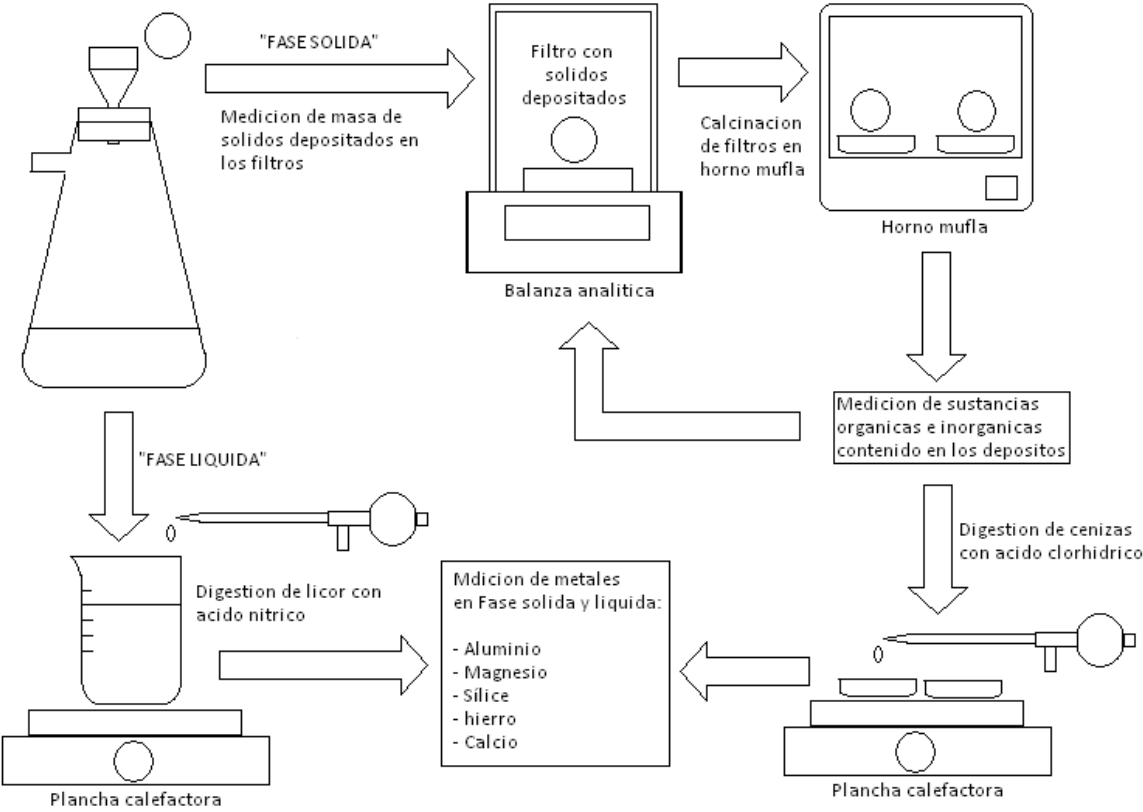 "FASE SOLIDA"
Medicion de masa de
solidos depositados en
los filtros
Filtro con
solidos
depositados
Balanza analitica
Calcinacion
de filtros en
horno mufla
Horno mufla
Medicion de sustancias
organicas e inorganicas
contenido en los depositos
Digestion de cenizas
con acido clorhidrico
Plancha calefactora
"FASE LIQUIDA"
Digestion de licor con
acido nitrico
Plancha calefactora
Mdicion de metales
en Fase solida y liquida:
- Aluminio
- Magnesio
- Sílice
- hierro
- Calcio